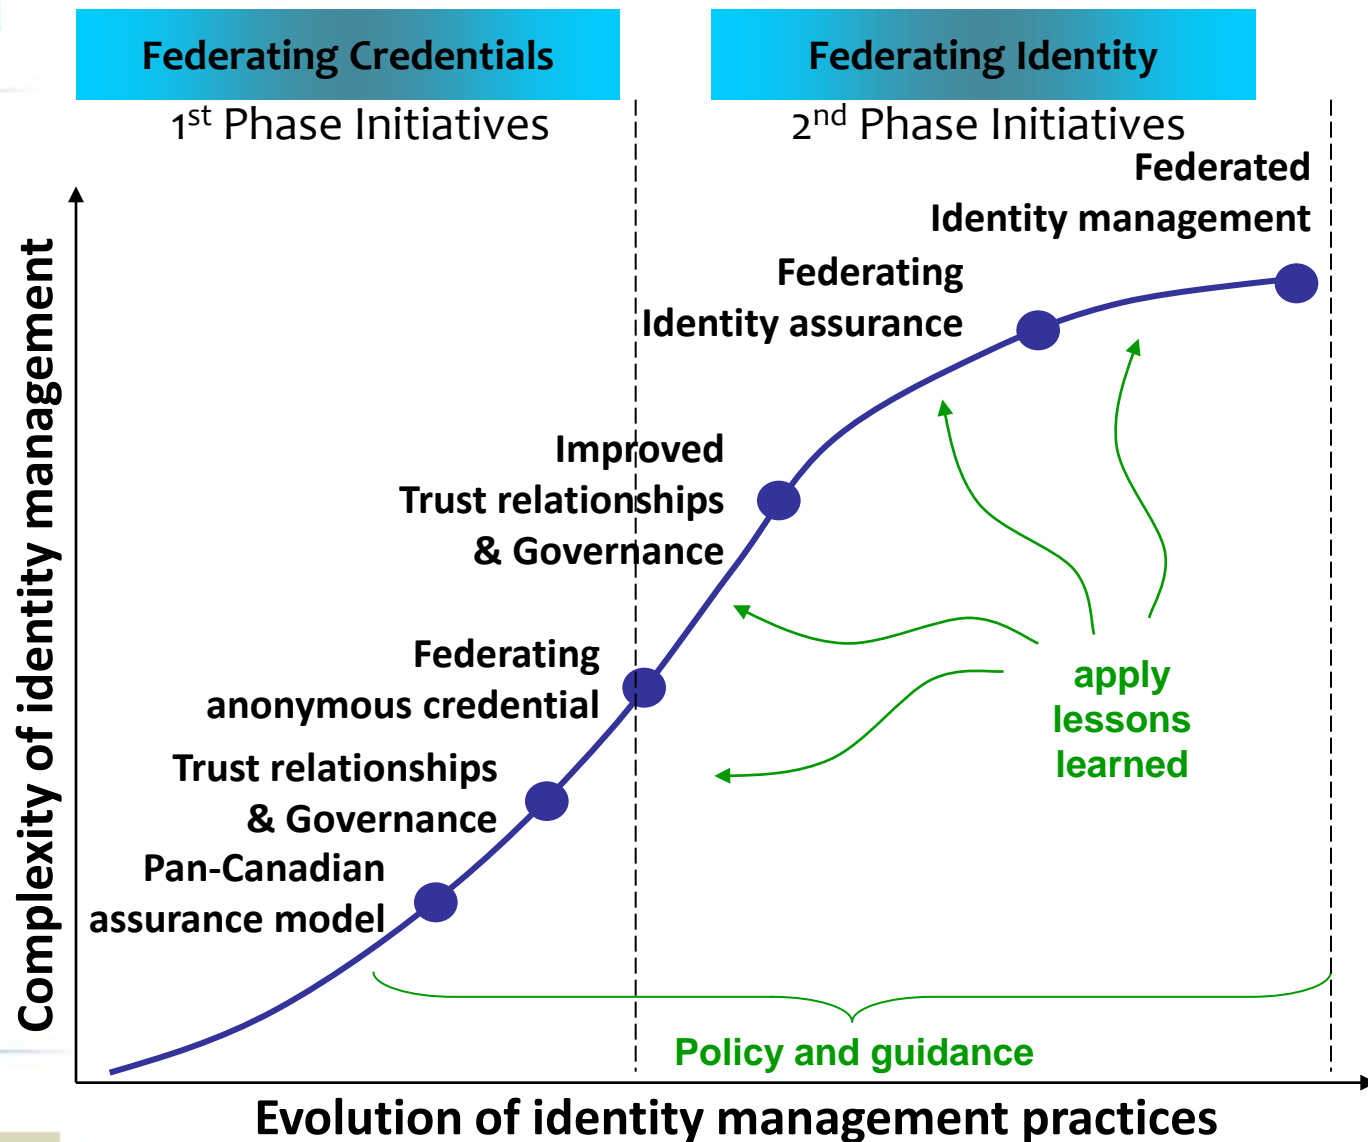 Federating Credentials
Federating Identity
1st Phase Initiatives
2nd Phase Initiatives
Federated
Identity management
Federating
Identity assurance
Improved
Trust relationships
& Governance
Federating
anonymous credential
Trust relationships
& Governance
Pan-Canadian
assurance model
apply
lessons
learned
Policy and guidance
Complexity of identity management
Evolution of identity management practices